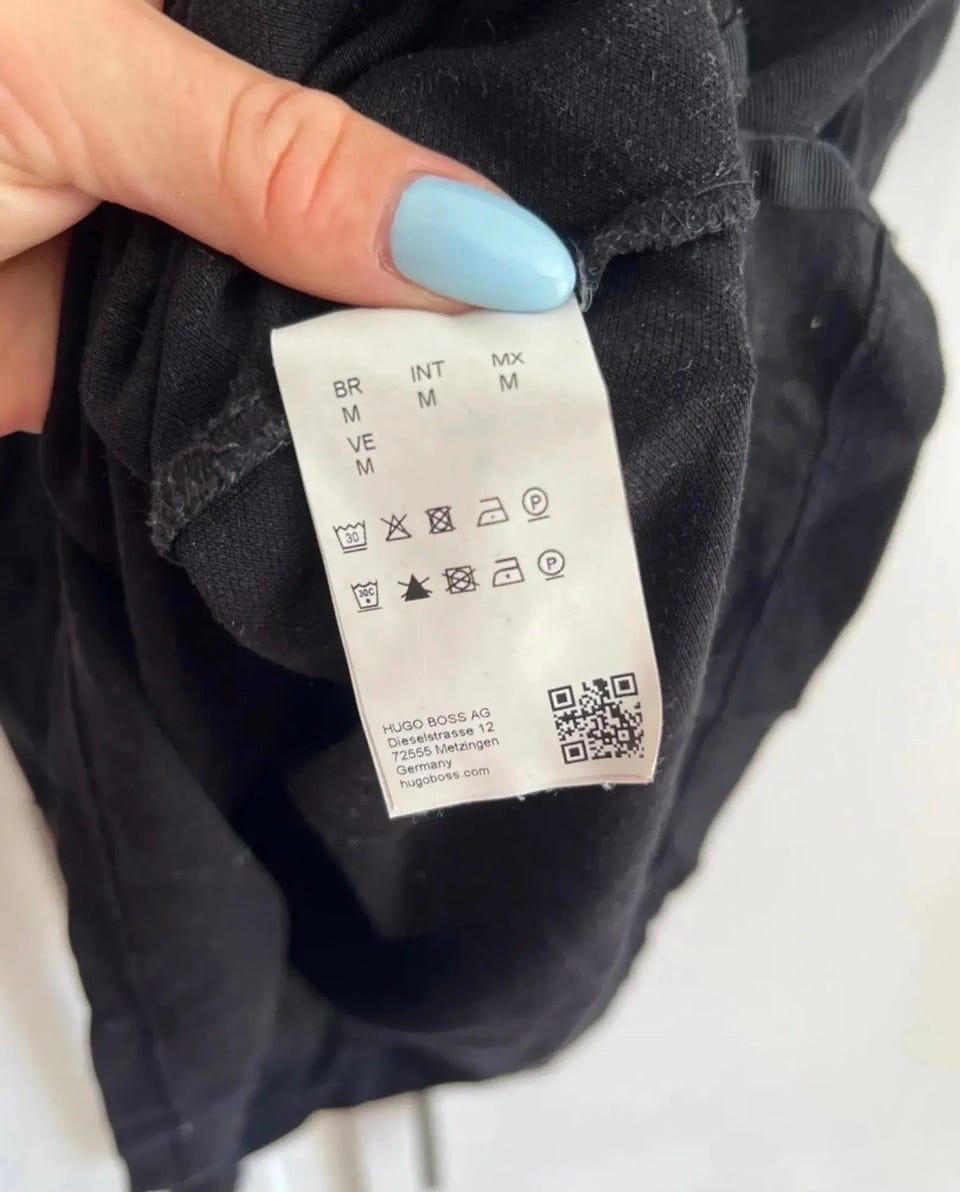 BR INT MX
M M M
VE
M
30 P
30C P
HUGO BOSS AG
Dieselstrasse 12
72555 Metzingen
Germany
hugoboss.com